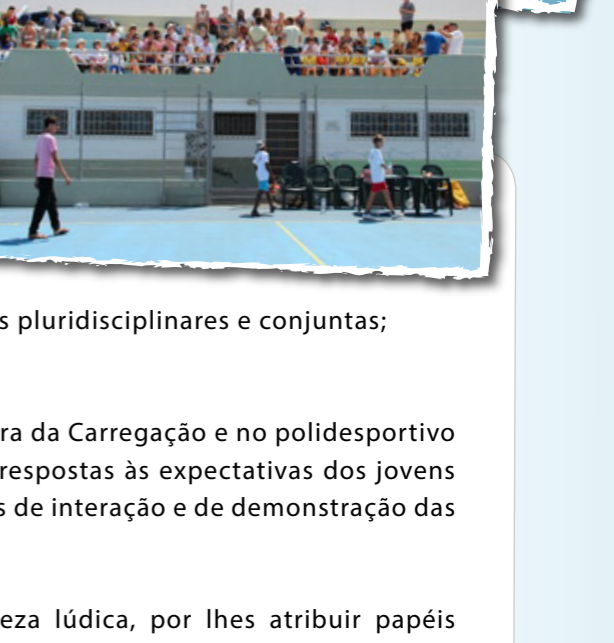 s pluridisciplinares e conjuntas;
ra da Carregação e no polidesportivo
respostas às expectativas dos jovens
s de interação e de demonstração das
eza lúdica, por lhes atribuir papéis